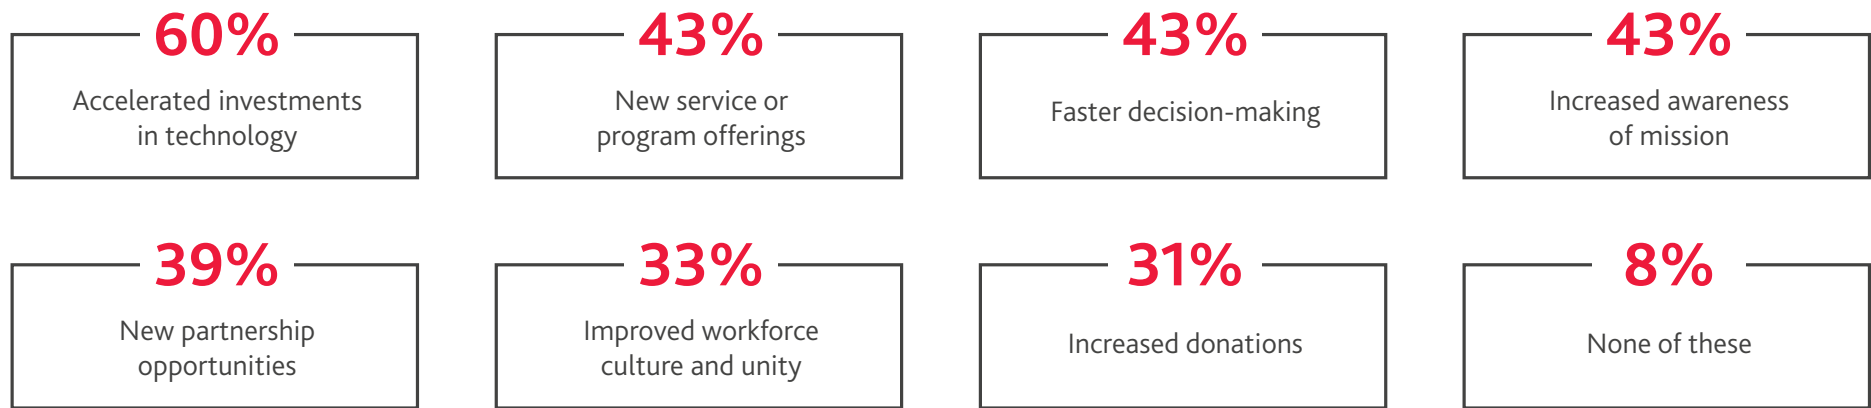 60%
Accelerated investments
in technology
43%
New service or
program offerings
43%
Faster decision-making
43%
Increased awareness
of mission
39%
New partnership
opportunities
33%
Improved workforce
culture and unity
31%
Increased donations
8%
None of these